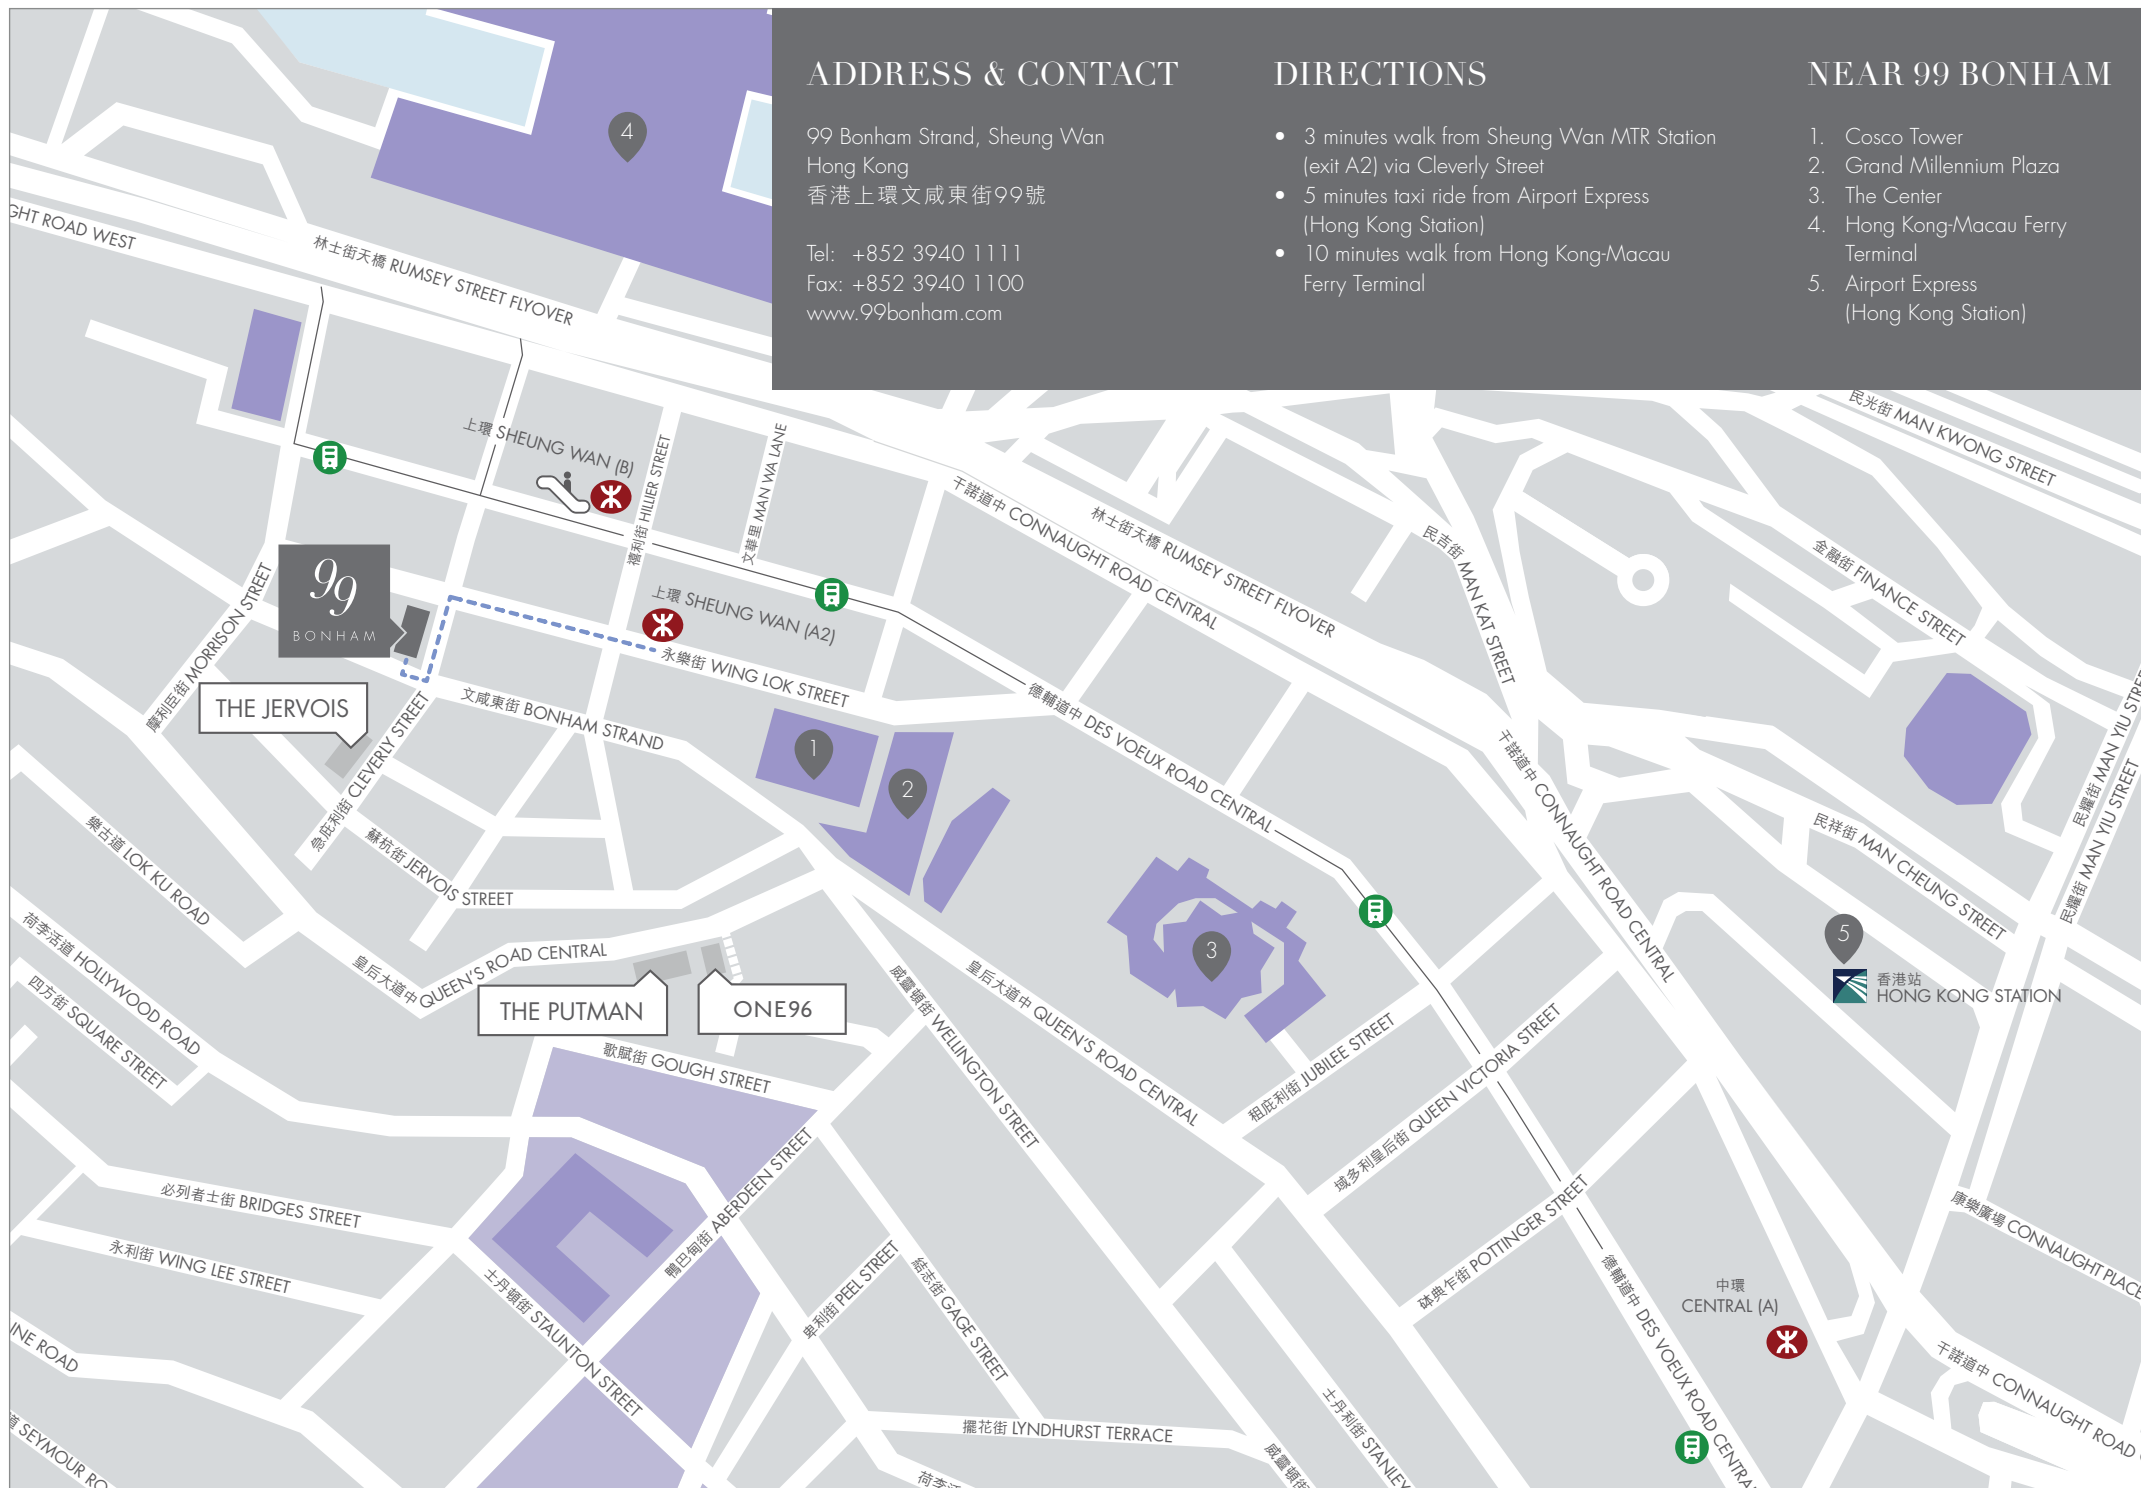 ADDRESS & CONTACT
99 Bonham Strand, Sheung Wan
Hong Kong
香港上環文咸東街99號
Tel: +852 3940 1111
Fax: +852 3940 1100
www.99bonham.com
DIRECTIONS
• 3 minutes walk from Sheung Wan MTR Station
(exit A2) via Cleverly Street
• 5 minutes taxi ride from Airport Express
(Hong Kong Station)
• 10 minutes walk from Hong Kong-Macau
Ferry Terminal
NEAR 99 BONHAM
1. Cosco Tower
2. Grand Millennium Plaza
3. The Center
4. Hong Kong-Macau Ferry
Terminal
5. Airport Express
(Hong Kong Station)
4
GHT ROAD WEST
林士街天橋 RUMSEY STREET FLYOVER
上環 SHEUNG WAN (B)
禧利街 HILLIER STREET
文華里 MAN WA LANE
干諾道中 CONNAUGHT ROAD CENTRAL
林士街天橋 RUMSEY STREET FLYOVER
民吉街 MAN KAT STREET
民光街 MAN KWONG STREET
金融街 FINANCE STREET
99
BONHAM
摩利臣街 MORRISON STREET
上環 SHEUNG WAN (A2)
永樂街 WING LOK STREET
THE JERVOIS
文咸東街 BONHAM STRAND
急庇利街 CLEVERLY STREET
德輔道中 DES VOEUX ROAD CENTRAL
1
2
干諾道中 CONNAUGHT ROAD CENTRAL
民耀街 MAN YIU STREET
民耀街 MAN YIU STREET
民祥街 MAN CHEUNG STREET
樂古道 LOK KU ROAD
蘇杭街 JERVOIS STREET
荷李活道 HOLLYWOOD ROAD
四方街 SQUARE STREET
皇后大道中 QUEEN'S ROAD CENTRAL
THE PUTMAN
ONE96
3
5
香港站
HONG KONG STATION
威靈頓街 WELLINGTON STREET
皇后大道中 QUEEN'S ROAD CENTRAL
歌賦街 GOUGH STREET
租庇利街 JUBILEE STREET
域多利皇后街 QUEEN VICTORIA STREET
必列者士街 BRIDGES STREET
永利街 WING LEE STREET
鴨巴甸街 ABERDEEN STREET
士丹頓街 STAUNTON STREET
卑利街 PEEL STREET
結志街 GAGE STREET
砵典乍街 POTTINGER STREET
德輔道中 DES VOEUX ROAD CENTRAL
康樂廣場 CONNAUGHT PLACE
中環
CENTRAL (A)
干諾道中 CONNAUGHT ROAD
INE ROAD
道 SEYMOUR RO
擺花街 LYNDHURST TERRACE
士丹利街 STANLEY
威靈頓街
荷李活